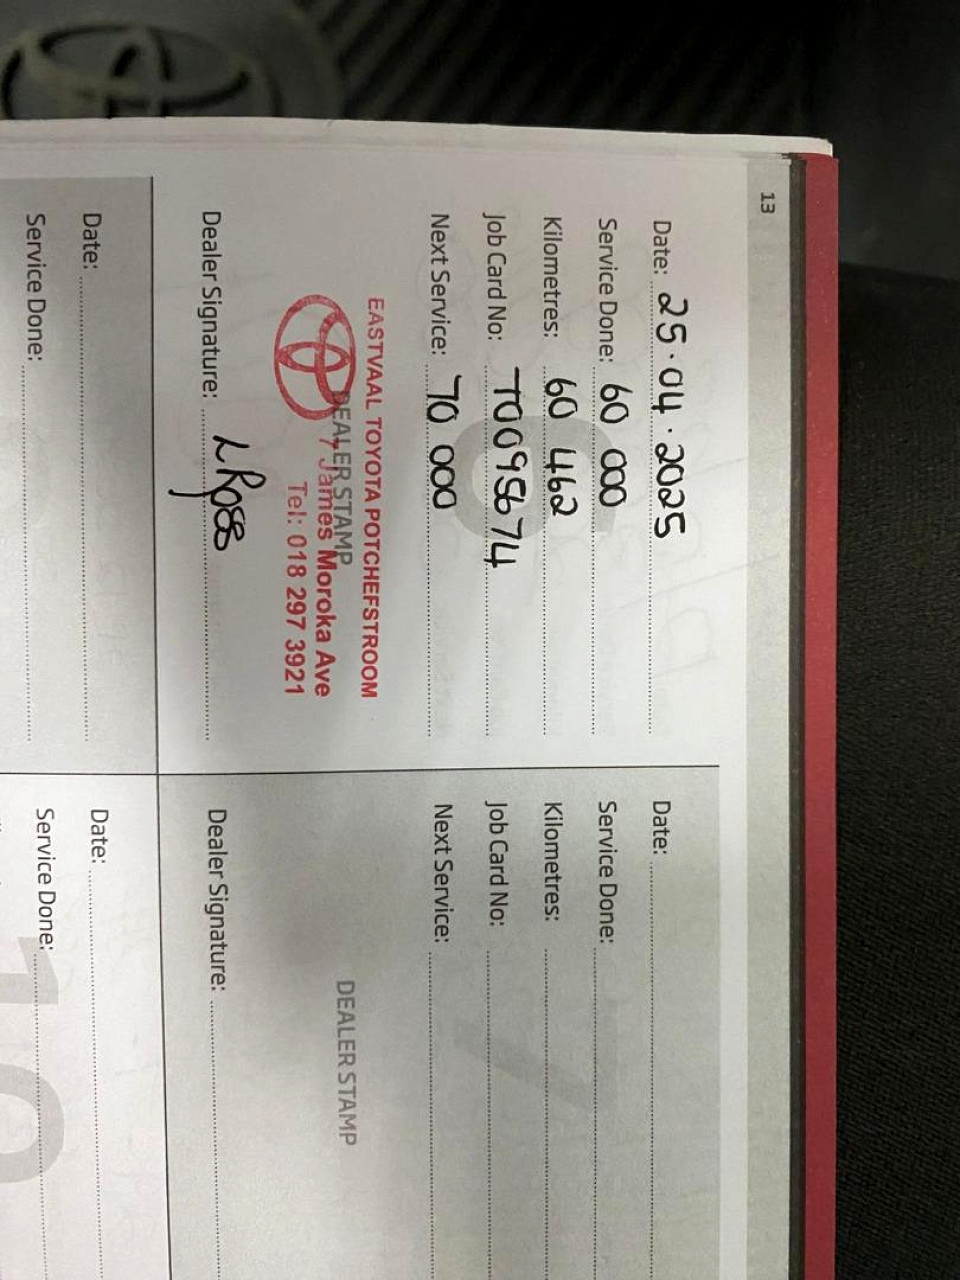 13
Date: 25.04.2025
Service Done: 60 000
Kilometres: 60 462
Job Card No: T0095674
Next Service: 70 000
EASTVAAL TOYOTA POTCHEFSTROOM
DEALER STAMP
7 James Moroka Ave
Tel: 018 297 3921
Dealer Signature:
Date:
Service Done:
Kilometres:
Job Card No:
Next Service:
7
DEALER STAMP
Dealer Signature:
Date:
Service Done:
Date:
Service Done:
10